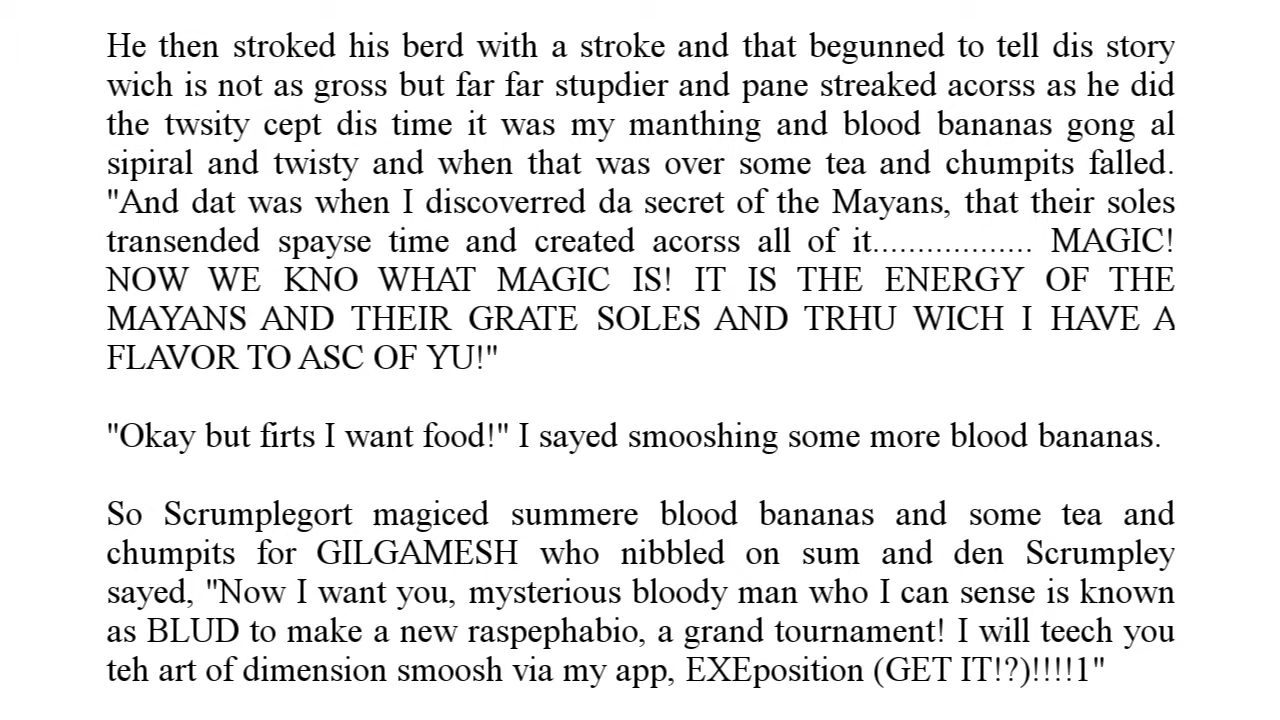 He then stroked his berd with a stroke and that begunned to tell dis story
wich is not as gross but far far stupdier and pane streaked acorss as he did
the twsity cept dis time it was my manthing and blood bananas gong al
sipiral and twisty and when that was over some tea and chumpits falled.
"And dat was when I discoverred da secret of the Mayans, that their soles
transended spayse time and created acorss all of it.................. MAGIC!
NOW WE KNO WHAT MAGIC IS! IT IS THE ENERGY OF THE
MAYANS AND THEIR GRATE SOLES AND TRHU WICH I HAVE A
FLAVOR TO ASC OF YU!"
"Okay but firts I want food!" I sayed smooshing some more blood bananas.
So Scrumplegort magiced summere blood bananas and some tea and
chumpits for GILGAMESH who nibbled on sum and den Scrumpley
sayed, "Now I want you, mysterious bloody man who I can sense is known
as BLUD to make a new raspephabio, a grand tournament! I will teech you
teh art of dimension smoosh via my app, EXEposition (GET IT!?)!!!!1"